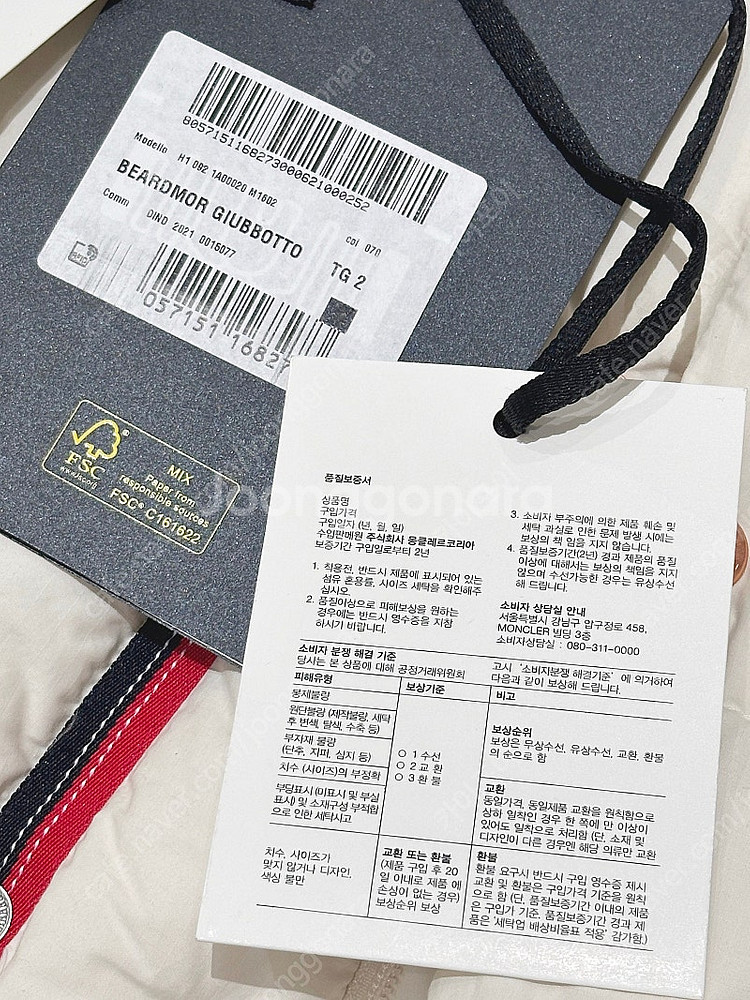 8057151168273000621000252
Modello H1 092 1A00020 M1602
BEARDMOR GIUBBOTTO
col 070
Comm DIND 2021 0015077
TG 2
057151 16827
FSC
MIX
Paper from
responsible sources
FSC® C161622
Joonggonara
품질보증서
상품명
구입가격
구입일지 (년, 월, 일)
수입판매원 주식회사 몽클레르코리아
보증기간 구입일로부터 2년
1. 착용전, 반드시 제품에 표시되어 있는
섬유 혼용률, 사이즈 세탁을 확인해주
십시오.
2. 품질이상으로 피해보상을 원하는
경우에는 반드시 영수증을 지참
하시기 바랍니다.
3. 소비자 부주의에 의한 제품 훼손 및
세탁 과실로 인한 문제 발생 시에는
보상의 책 임을 지지 않습니다.
4. 품질보증기간(2년) 경과 제품의 품질
이상에 대해서는 보상의 책임을 지지
않으며 수선가능한 경우는 유상수선
해 드립니다.
소비자 상담실 안내
서울특별시 강남구 압구정로 458,
MONCLER 빌딩 3층
소비자상담실 : 080-311-0000
소비자 분쟁 해결 기준
당사는 본 상품에 대해 공정거래위원회 고시 '소비자분쟁 해결기준' 에 의거하여
다음과 같이 보상해 드립니다.
피해유형 보상기준 비고
봉제불량
원단불량 (제작불량, 세탁
후 변색, 탈색, 수축 등)
부자재 불량
(단추, 지퍼, 심지 등)
치수 (사이즈)의 부정확
부당표시 (미표시 및 부실
표시) 및 소재구성 부적합
으로 인한 세탁사고
○ 1 수선
○ 2 교 환
○ 3 환 불
보상순위
보상은 무상수선, 유상수선, 교환, 환불
의 순으로 함
교환
동일가격, 동일제품 교환을 원칙함으로
상하 일착인 경우 한 쪽에 만 이상이
있어도 일착으로 처리함 (단, 소재 및
디자인이 다른 경우엔 해당 의류만 교환
치수, 사이즈가
맞지 않거나 디자인,
색상 불만
교환 또는 환불
(제품 구입 후 20
일 이내로 제품 에
손상이 없는 경우)
보상순위 보상
환불
환불 요구시 반드시 구입 영수증 제시
교환 및 환불은 구입가격 기준을 원칙
으로 함 (단, 품질보증기간 이내의 제품
은 구입가 기준, 품질보증기간 경과 제
품은 '세탁업 배상비율표 적용' 감가함.)